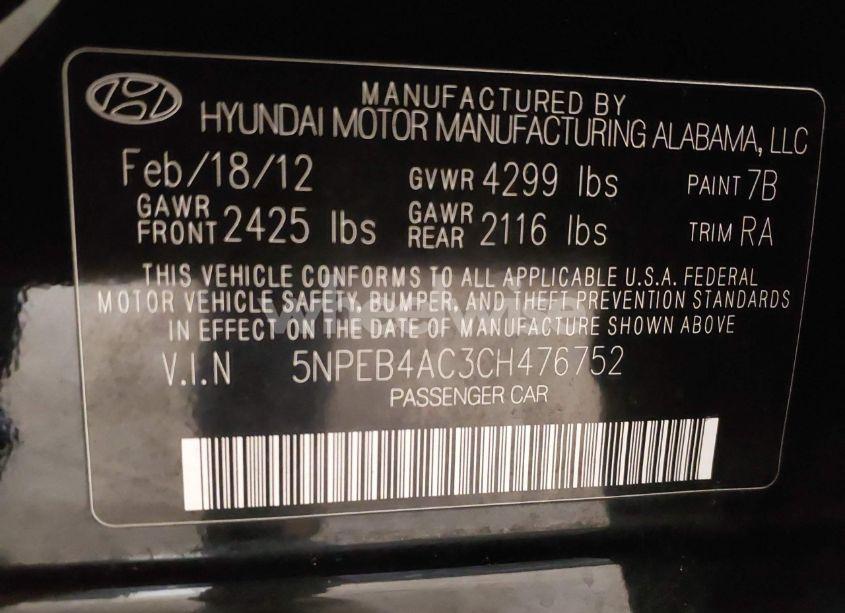 MANUFACTURED BY
HYUNDAI MOTOR MANUFACTURING ALABAMA, LLC
Feb/18/12 GVWR 4299 lbs PAINT 7B
GAWR FRONT 2425 lbs GAWR REAR 2116 lbs TRIM RA
THIS VEHICLE CONFORMS TO ALL APPLICABLE U.S.A. FEDERAL
MOTOR VEHICLE SAFETY, BUMPER, AND THEFT PREVENTION STANDARDS
IN EFFECT ON THE DATE OF MANUFACTURE SHOWN ABOVE
V.I.N 5NPEB4AC3CH476752
PASSENGER CAR